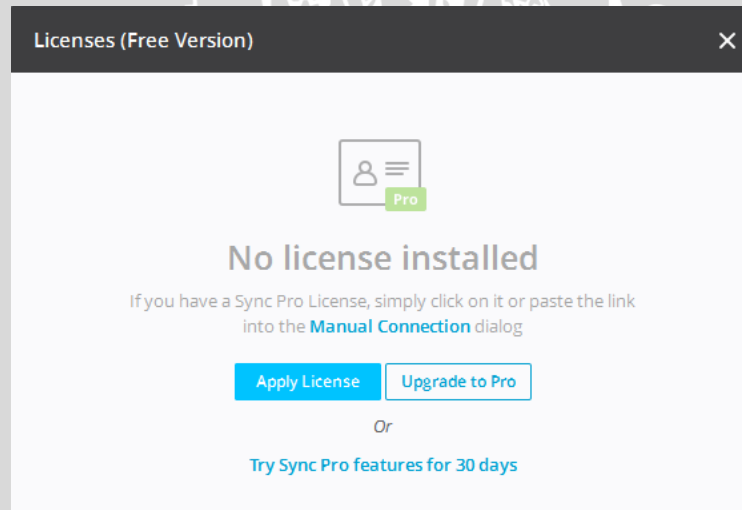 Licenses (Free Version)
Pro
No license installed
If you have a Sync Pro License, simply click on it or paste the link
into the Manual Connection dialog
Apply License
Upgrade to Pro
Or
Try Sync Pro features for 30 days